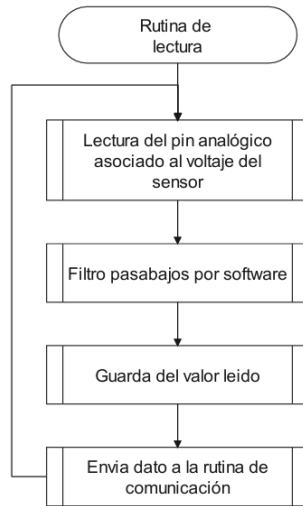 Rutina de
lectura
Lectura del pin analógico
asociado al voltaje del
sensor
Filtro pasabajos por software
Guarda del valor leido
Envia dato a la rutina de
comunicación